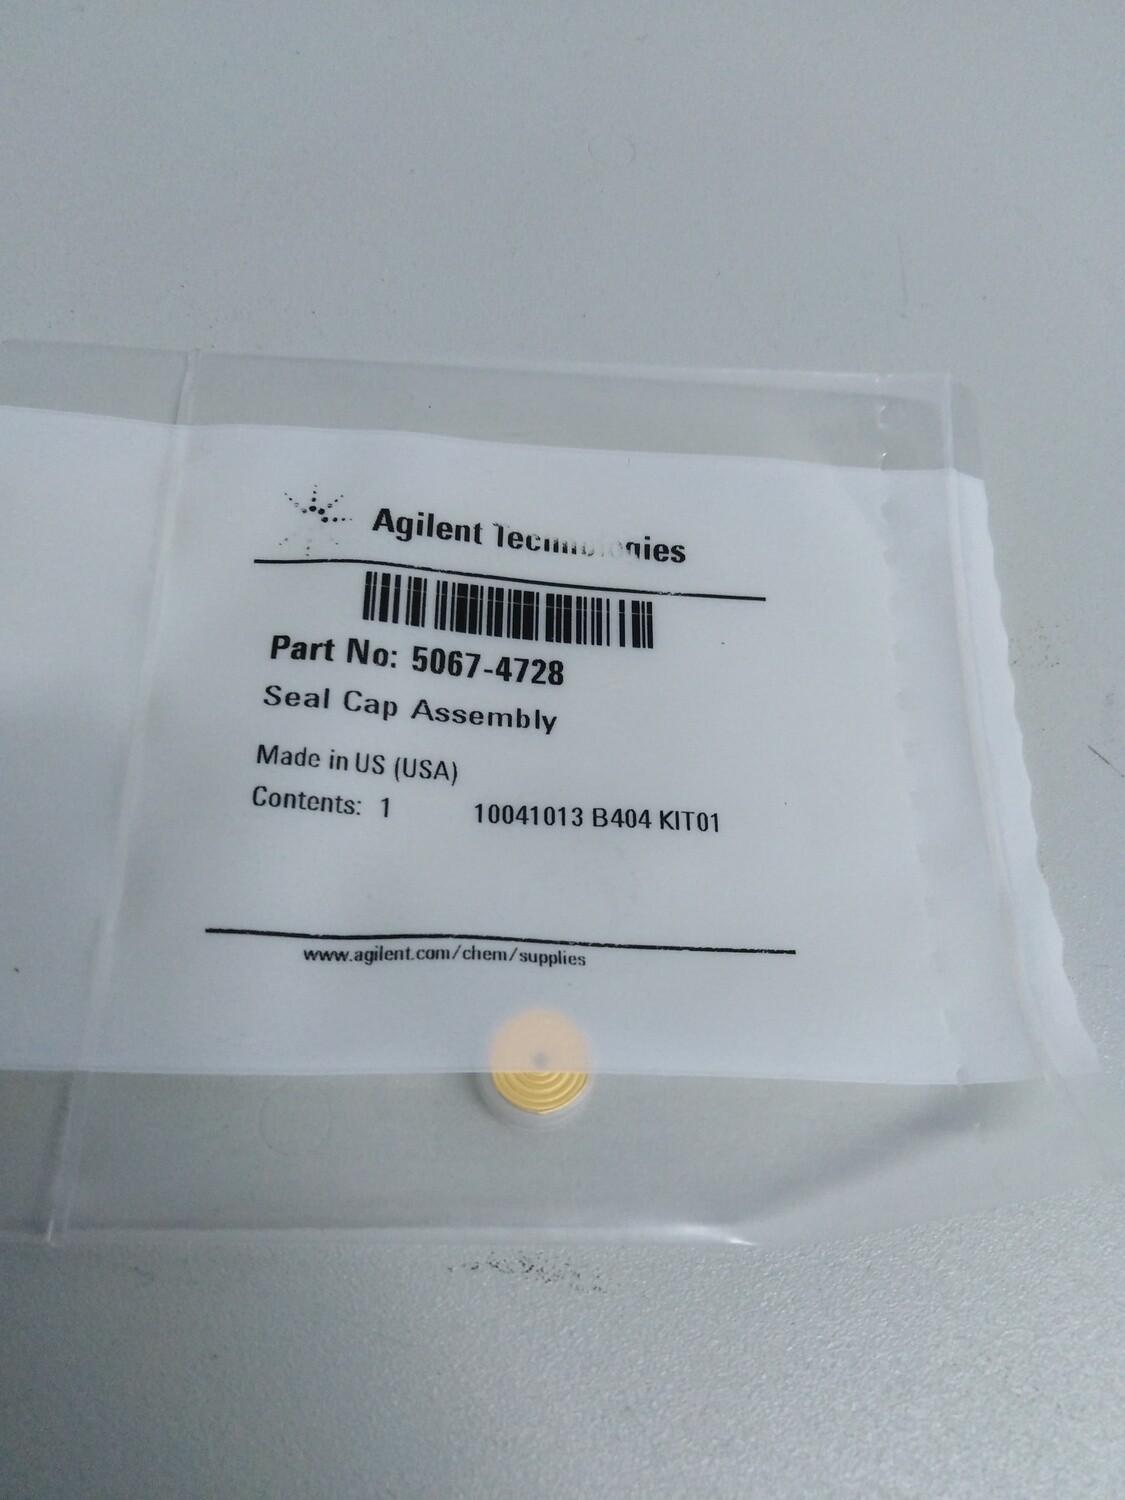 Agilent Technologies
Part No: 5067-4728
Seal Cap Assembly
Made in US (USA)
Contents: 1 10041013 B404 KIT01
www.agilent.com/chem/supplies